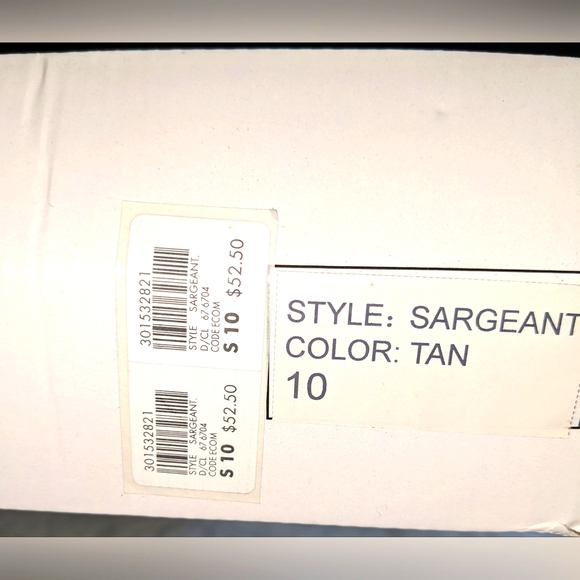 301532821
STYLE SARGEANT.
D/CL 67 6704
CODE ECOM
S 10 $52.50
301532821
STYLE SARGEANT.
D/CL 67 6704
CODE ECOM
S 10 $52.50
STYLE: SARGEANT
COLOR: TAN
10